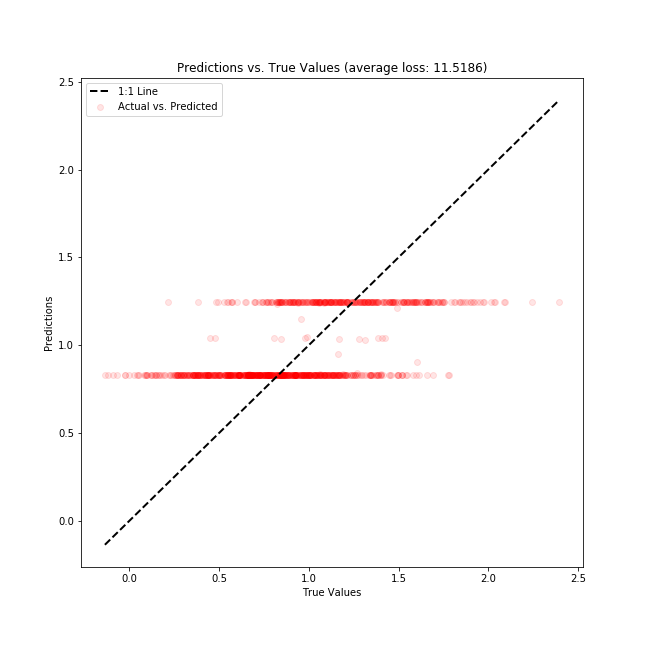 Predictions vs. True Values (average loss: 11.5186)
2.5
1:1 Line
Actual vs. Predicted
2.0
1.5
1.0
0.5
0.0
Predictions
0.0 0.5 1.0 1.5 2.0 2.5
True Values